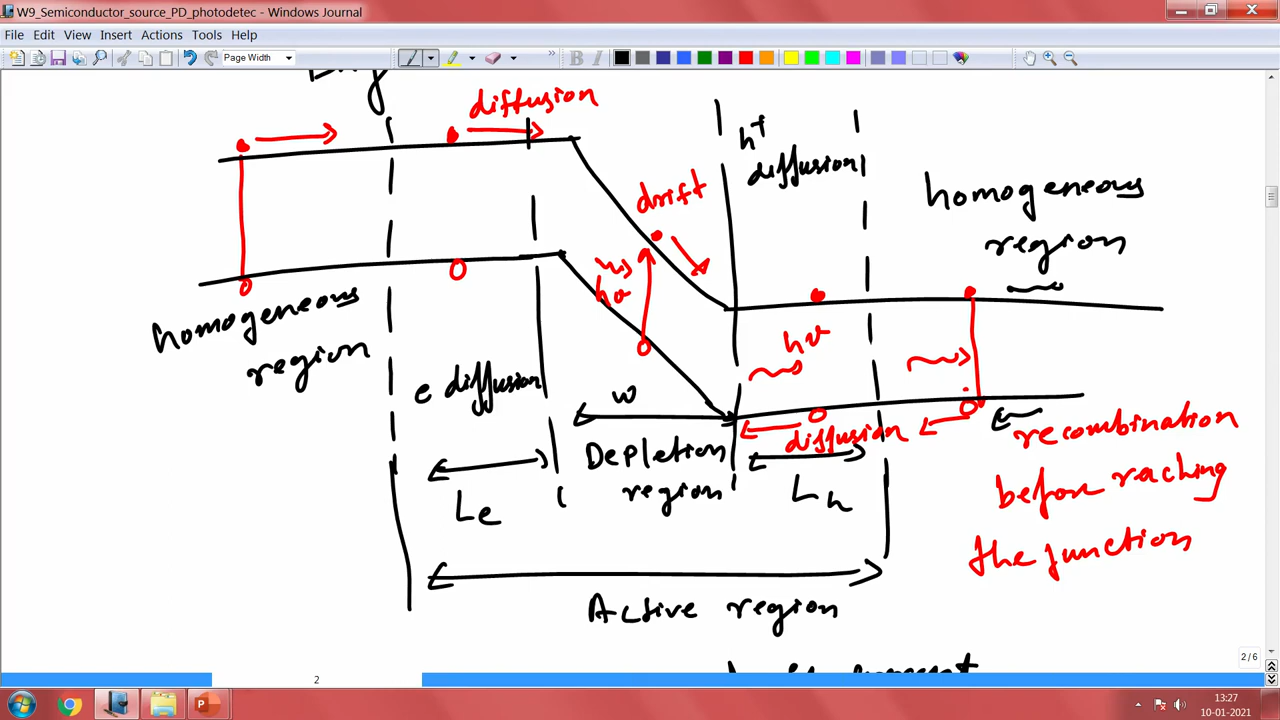 W9_Semiconductor_source_PD_photodetec - Windows Journal
File Edit View Insert Actions Tools Help
Page Width
diffusion
h+
diffusion
drift
homogeneous
region
hν
homogeneous
region
hν
e diffusion
w
diffusion
Depletion
region
recombination
before reaching
the junction
Le
Lh
Active region
2
2/6
13:27
10-01-2021